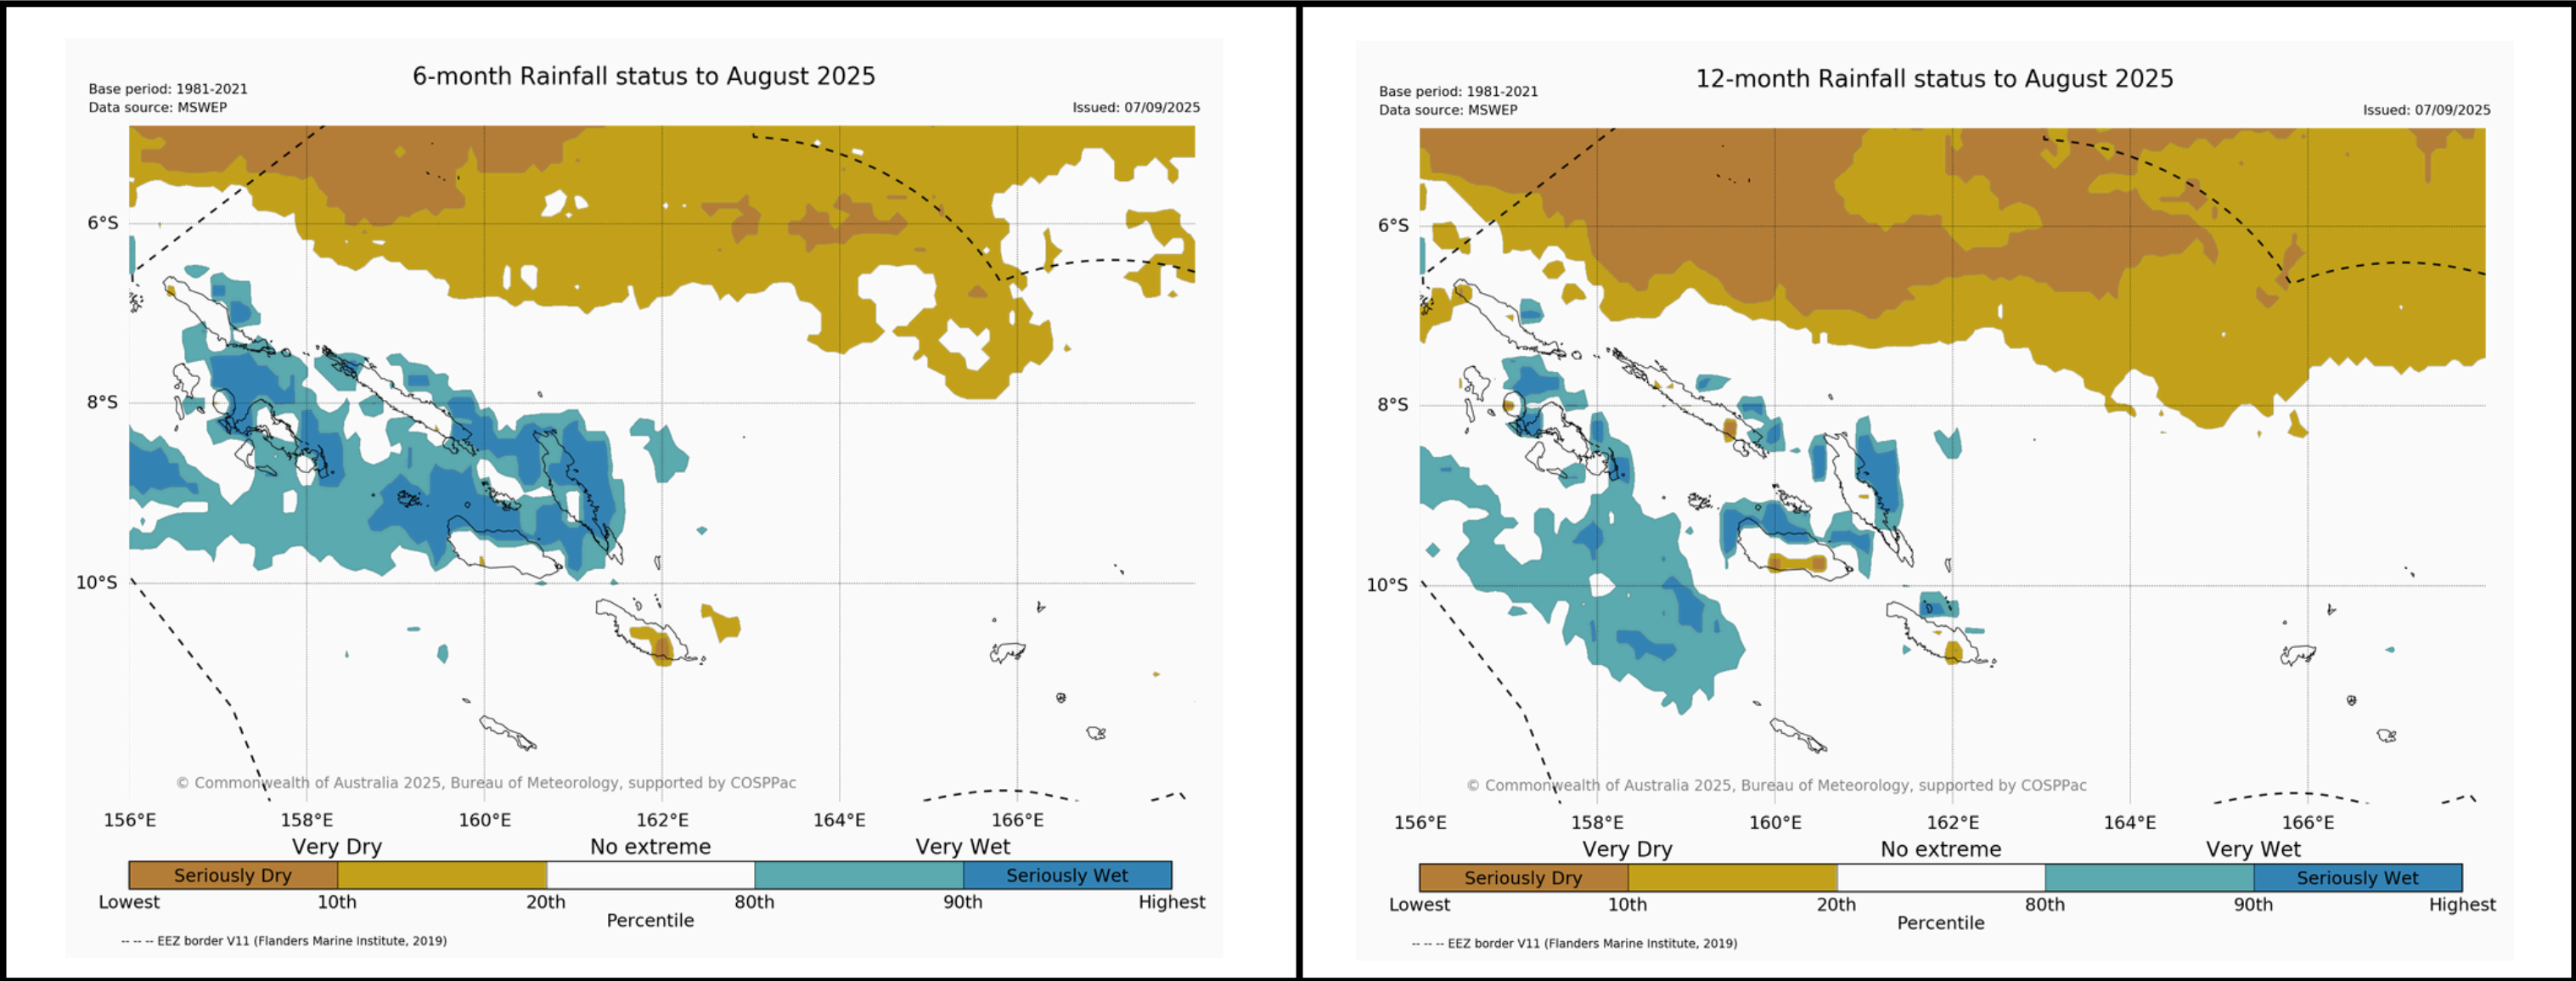 6-month Rainfall status to August 2025
Base period: 1981-2021
Data source: MSWEP
Issued: 07/09/2025
6°S
8°S
10°S
© Commonwealth of Australia 2025, Bureau of Meteorology, supported by COSPPac
156°E 158°E 160°E 162°E 164°E 166°E
Very Dry No extreme Very Wet
Seriously Dry Seriously Wet
Lowest 10th 20th 80th 90th Highest
Percentile
-- -- -- EEZ border V11 (Flanders Marine Institute, 2019)
12-month Rainfall status to August 2025
Base period: 1981-2021
Data source: MSWEP
Issued: 07/09/2025
6°S
8°S
10°S
© Commonwealth of Australia 2025, Bureau of Meteorology, supported by COSPPac
156°E 158°E 160°E 162°E 164°E 166°E
Very Dry No extreme Very Wet
Seriously Dry Seriously Wet
Lowest 10th 20th 80th 90th Highest
Percentile
-- -- -- EEZ border V11 (Flanders Marine Institute, 2019)